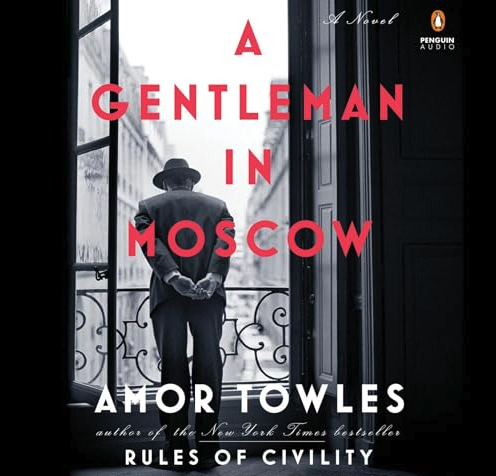 A Novel
PENGUIN
AUDIO
A
GENTLEMAN
IN
MOSCOW
AMOR TOWLES
author of the New York Times bestseller
RULES OF CIVILITY